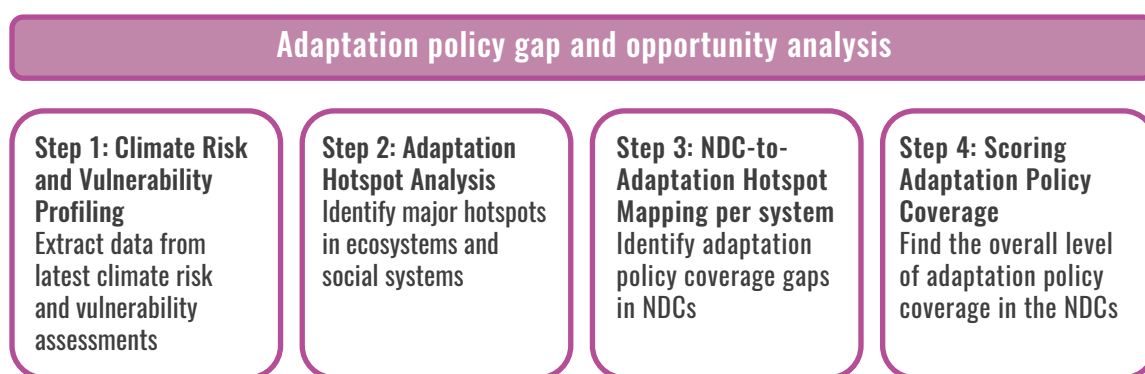 Adaptation policy gap and opportunity analysis
Step 1: Climate Risk
and Vulnerability
Profiling
Extract data from
latest climate risk
and vulnerability
assessments
Step 2: Adaptation
Hotspot Analysis
Identify major hotspots
in ecosystems and
social systems
Step 3: NDC-to-
Adaptation Hotspot
Mapping per system
Identify adaptation
policy coverage gaps
in NDCs
Step 4: Scoring
Adaptation Policy
Coverage
Find the overall level
of adaptation policy
coverage in the NDCs